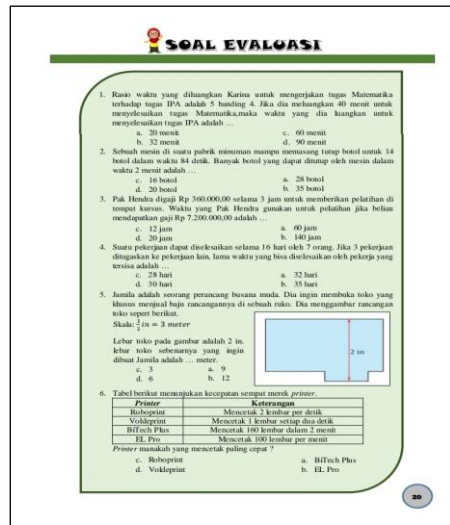 SOAL EVALUASI
1. Rasio waktu yang diluangkan Karina untuk mengerjakan tugas Matematika
terhadap tugas IPA adalah 5 banding 4. Jika dia meluangkan 40 menit untuk
menyelesaikan tugas Matematika,maka waktu yang dia luangkan untuk
menyelesaikan tugas IPA adalah …
a. 20 menit c. 60 menit
b. 32 menit d. 90 menit
2. Sebuah mesin di suatu pabrik minuman mampu memasang tutup botol untuk 14
botol dalam waktu 84 detik. Banyak botol yang dapat ditutup oleh mesin dalam
waktu 2 menit adalah …
c. 16 botol a. 28 botol
d. 20 botol b. 35 botol
3. Pak Hendra digaji Rp 360.000,00 selama 3 jam untuk memberikan pelatihan di
tempat kursus. Waktu yang Pak Hendra gunakan untuk pelatihan jika beliau
mendapatkan gaji Rp 7.200.000,00 adalah …
c. 12 jam a. 60 jam
d. 20 jam b. 140 jam
4. Suatu pekerjaan dapat diselesaikan selama 16 hari oleh 7 orang. Jika 3 pekerjaan
ditugaskan ke pekerjaan lain, lama waktu yang bisa diselesaikan oleh pekerja yang
tersisa adalah …
c. 28 hari a. 32 hari
d. 30 hari b. 35 hari
5. Jamila adalah seorang perancang busana muda. Dia ingin membuka toko yang
khusus menjual baju rancangannya di sebuah ruko. Dia menggambar rancangan
toko sepert berikut.
Skala: in = 3 meter
Lebar toko pada gambar adalah 2 in.
lebar toko sebenarnya yang ingin
dibuat Jamila adalah … meter.
c. 3 a. 9
d. 6 b. 12
2 in
6. Tabel berikut menunjukan kecepatan sempat merek printer.
Printer Keterangan
Roboprint Mencetak 2 lembar per detik
Voldeprint Mencetak 1 lembar setiap dua detik
BiTech Plus Mencetak 160 lembar dalam 2 menit
EL Pro Mencetak 100 lembar per menit
Printer manakah yang mencetak paling cepat ?
c. Roboprint a. BiTech Plus
d. Voldeprint b. EL Pro
20